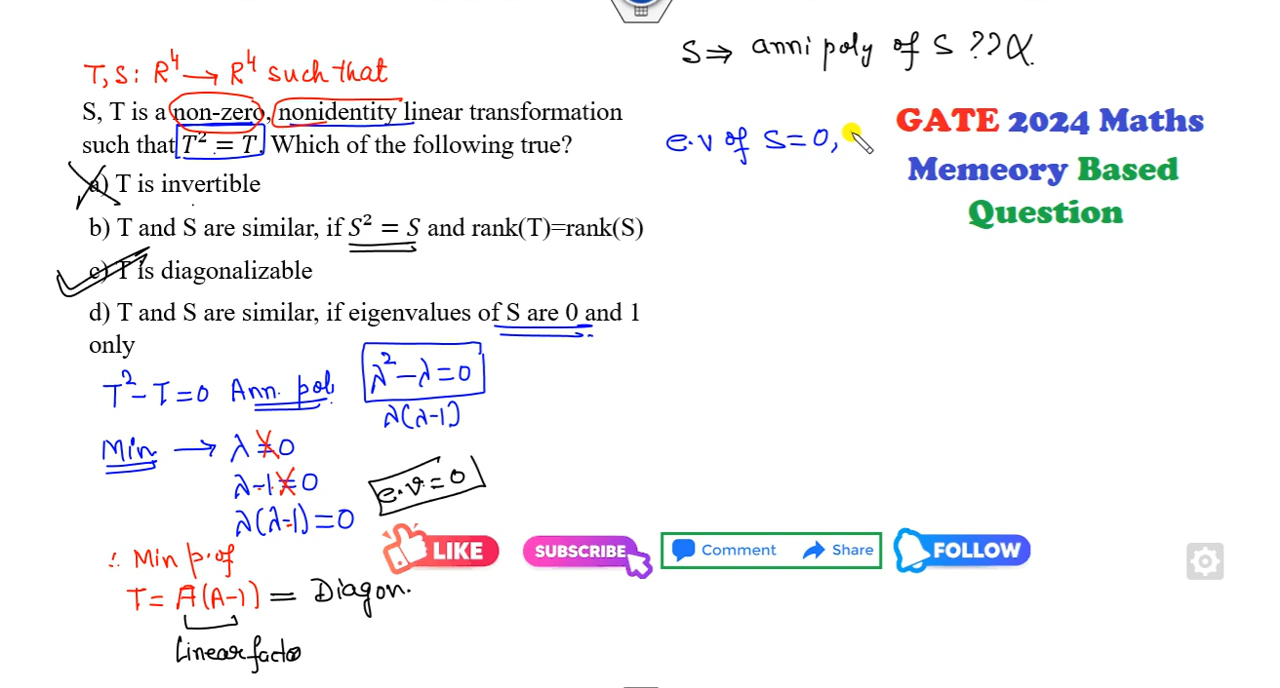 T, S : R⁴ → R⁴ such that
S, T is a non-zero, nonidentity linear transformation
such that T² = T. Which of the following true?
a) T is invertible
b) T and S are similar, if S² = S and rank(T)=rank(S)
c) T is diagonalizable
d) T and S are similar, if eigenvalues of S are 0 and 1
only
T² - T = 0 Ann. pol. λ² - λ = 0
λ(λ-1)
Min → λ = 0
λ-1 = 0
λ(λ-1) = 0
e.v = 0
∴ Min p. of
T = A(A-1) = Diagon.
Linear facto
S ⇒ anni poly of S ??
e.v of S = 0,
GATE 2024 Maths
Memeory Based
Question
LIKE
SUBSCRIBE
Comment Share
FOLLOW